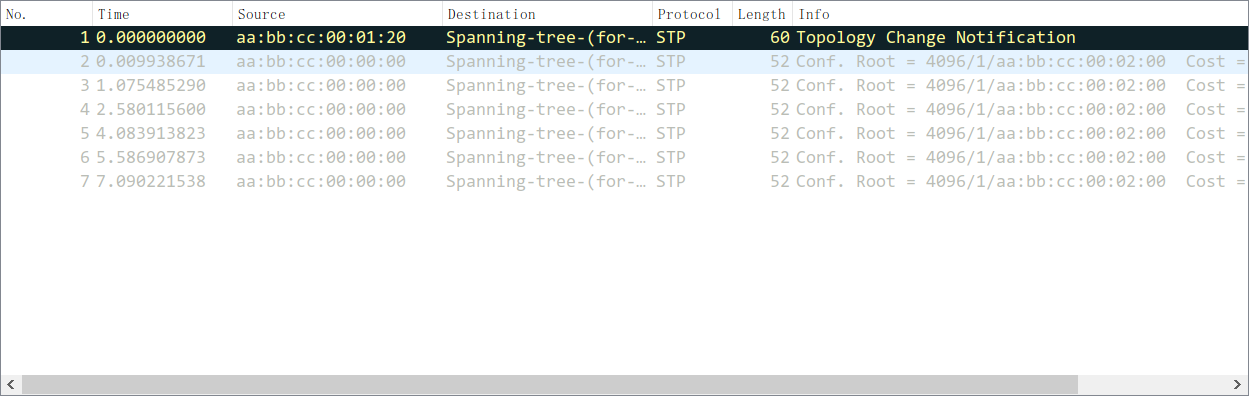 No. Time Source Destination Protocol Length Info
1 0.000000000 aa:bb:cc:00:01:20 Spanning-tree-(for-… STP 60 Topology Change Notification
2 0.009938671 aa:bb:cc:00:00:00 Spanning-tree-(for-… STP 52 Conf. Root = 4096/1/aa:bb:cc:00:02:00 Cost =
3 1.075485290 aa:bb:cc:00:00:00 Spanning-tree-(for-… STP 52 Conf. Root = 4096/1/aa:bb:cc:00:02:00 Cost =
4 2.580115600 aa:bb:cc:00:00:00 Spanning-tree-(for-… STP 52 Conf. Root = 4096/1/aa:bb:cc:00:02:00 Cost =
5 4.083913823 aa:bb:cc:00:00:00 Spanning-tree-(for-… STP 52 Conf. Root = 4096/1/aa:bb:cc:00:02:00 Cost =
6 5.586907873 aa:bb:cc:00:00:00 Spanning-tree-(for-… STP 52 Conf. Root = 4096/1/aa:bb:cc:00:02:00 Cost =
7 7.090221538 aa:bb:cc:00:00:00 Spanning-tree-(for-… STP 52 Conf. Root = 4096/1/aa:bb:cc:00:02:00 Cost =